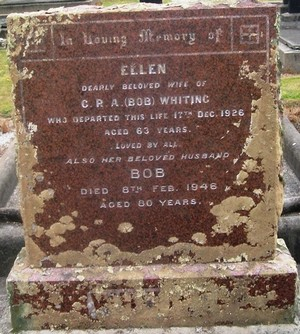 In Loving Memory of
ELLEN
DEARLY BELOVED WIFE OF
C. R. A. (BOB) WHITING
WHO DEPARTED THIS LIFE 17TH DEC. 1926
AGED 63 YEARS.
LOVED BY ALL
ALSO HER BELOVED HUSBAND
BOB
DIED 8TH FEB. 1946
AGED 80 YEARS.